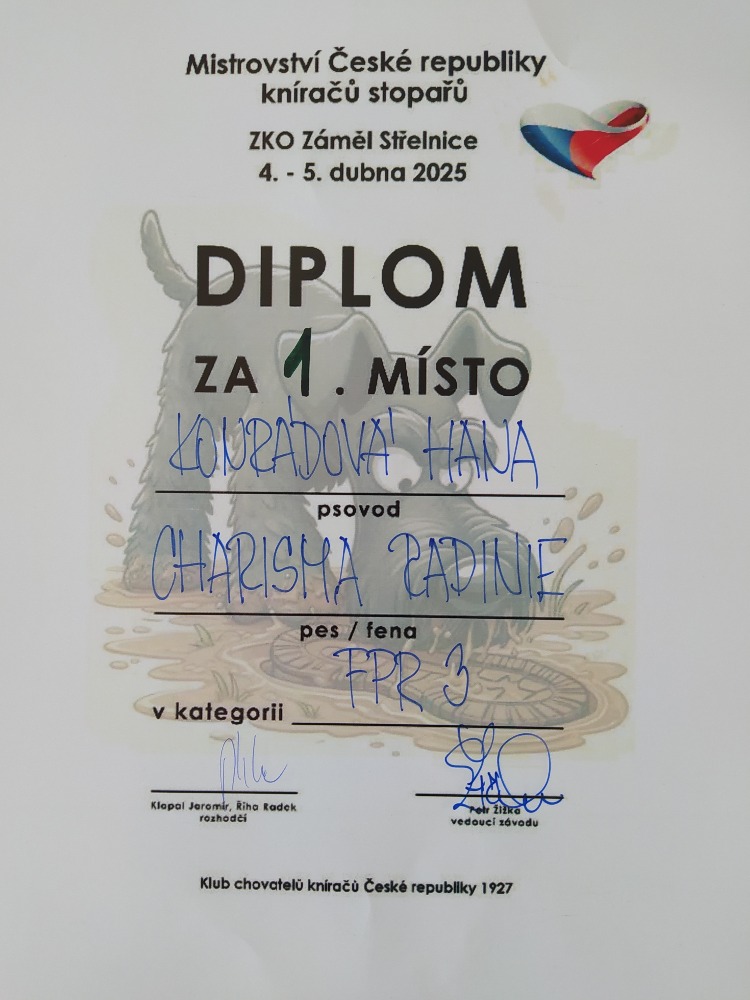 Mistrovství České republiky
kníračů stopařů
ZKO Záměl Střelnice
4. - 5. dubna 2025
DIPLOM
ZA 1. MÍSTO
KONRÁDOVÁ HANA
psovod
CHARISMA RADINIE
pes / fena
FPR 3
v kategorii
Klapal Jaromír, Říha Radek
rozhodčí
Petr Žižka
vedoucí závodu
Klub chovatelů kníračů České republiky 1927